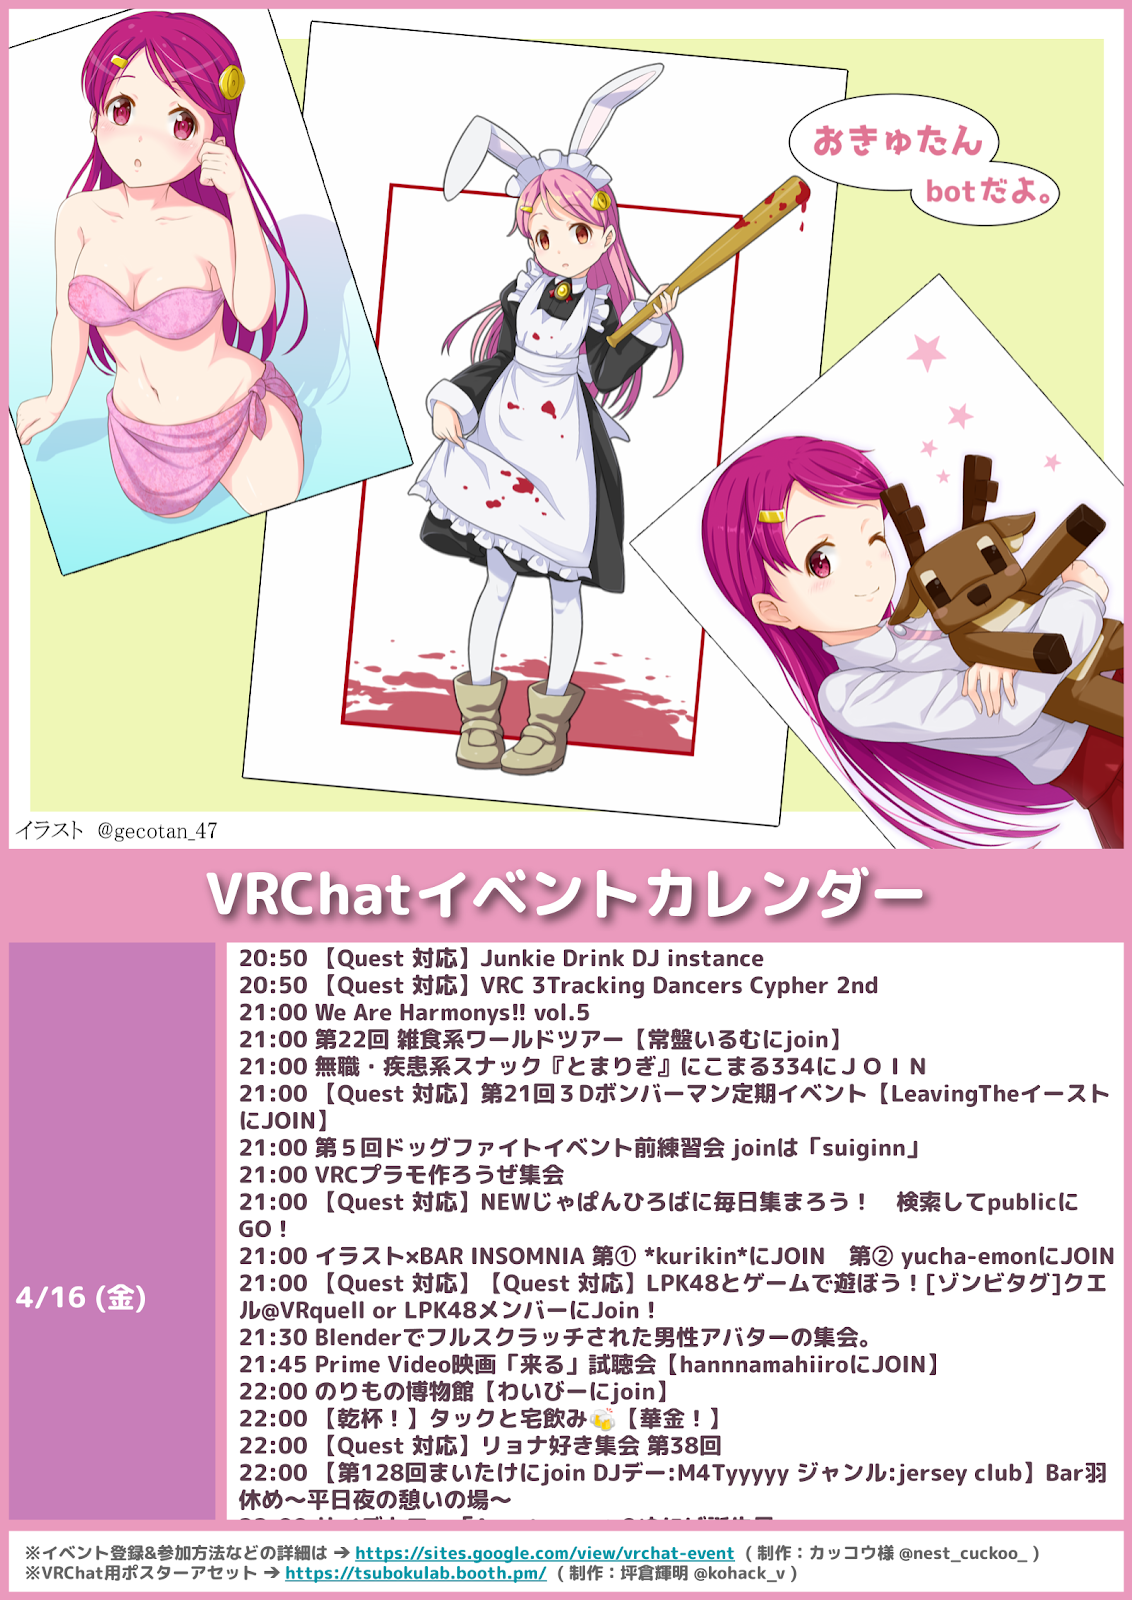 おきゅたん
botだよ。
イラスト @gecotan_47
VRChatイベントカレンダー
4/16 (金)
20:50 【Quest 対応】Junkie Drink DJ instance
20:50 【Quest 対応】VRC 3Tracking Dancers Cypher 2nd
21:00 We Are Harmonys!! vol.5
21:00 第22回 雑食系ワールドツアー【常盤いるむにjoin】
21:00 無職・疾患系スナック『とまりぎ』にこまる334にＪＯＩＮ
21:00 【Quest 対応】第21回３Dボンバーマン定期イベント【LeavingTheイースト
にJOIN】
21:00 第５回ドッグファイトイベント前練習会 joinは「suiginn」
21:00 VRCプラモ作ろうぜ集会
21:00 【Quest 対応】NEWじゃぱんひろばに毎日集まろう！　検索してpublicに
GO！
21:00 イラスト×BAR INSOMNIA 第① *kurikin*にJOIN　第② yucha-emonにJOIN
21:00 【Quest 対応】【Quest 対応】LPK48とゲームで遊ぼう！[ゾンビタグ]クエ
ル@VRquell or LPK48メンバーにJoin！
21:30 Blenderでフルスクラッチされた男性アバターの集会。
21:45 Prime Video映画「来る」試聴会【hannnamahiiroにJOIN】
22:00 のりもの博物館【わいびーにjoin】
22:00 【乾杯！】タックと宅飲み🍻【華金！】
22:00 【Quest 対応】リョナ好き集会 第38回
22:00 【第128回まいたけにjoin DJデー:M4Tyyyyy ジャンル:jersey club】Bar羽
休め～平日夜の憩いの場～
※イベント登録&参加方法などの詳細は → https://sites.google.com/view/vrchat-event ( 制作：カッコウ様 @nest_cuckoo_ )
※VRChat用ポスターアセット → https://tsubokulab.booth.pm/ ( 制作：坪倉輝明 @kohack_v )